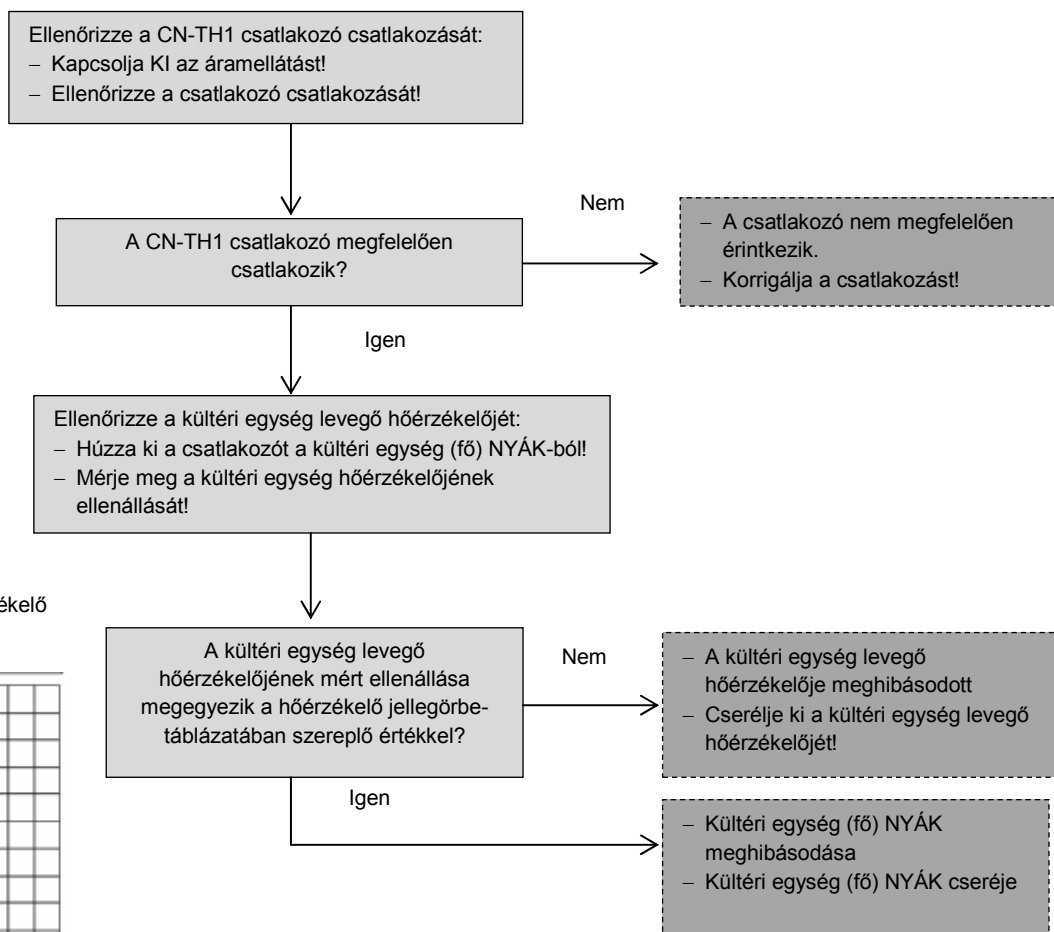 Ellenőrizze a CN-TH1 csatlakozó csatlakozását:
– Kapcsolja KI az áramellátást!
– Ellenőrizze a csatlakozó csatlakozását!
A CN-TH1 csatlakozó megfelelően
csatlakozik?
Nem
– A csatlakozó nem megfelelően
érintkezik.
– Korrigálja a csatlakozást!
Igen
Ellenőrizze a kültéri egység levegő hőérzékelőjét:
– Húzza ki a csatlakozót a kültéri egység (fő) NYÁK-ból!
– Mérje meg a kültéri egység hőérzékelőjének
ellenállását!
A kültéri egység levegő
hőérzékelőjének mért ellenállása
megegyezik a hőérzékelő jellegörbe-
táblázatában szereplő értékkel?
Nem
– A kültéri egység levegő
hőérzékelője meghibásodott
– Cserélje ki a kültéri egység levegő
hőérzékelőjét!
Igen
– Kültéri egység (fő) NYÁK
meghibásodása
– Kültéri egység (fő) NYÁK cseréje